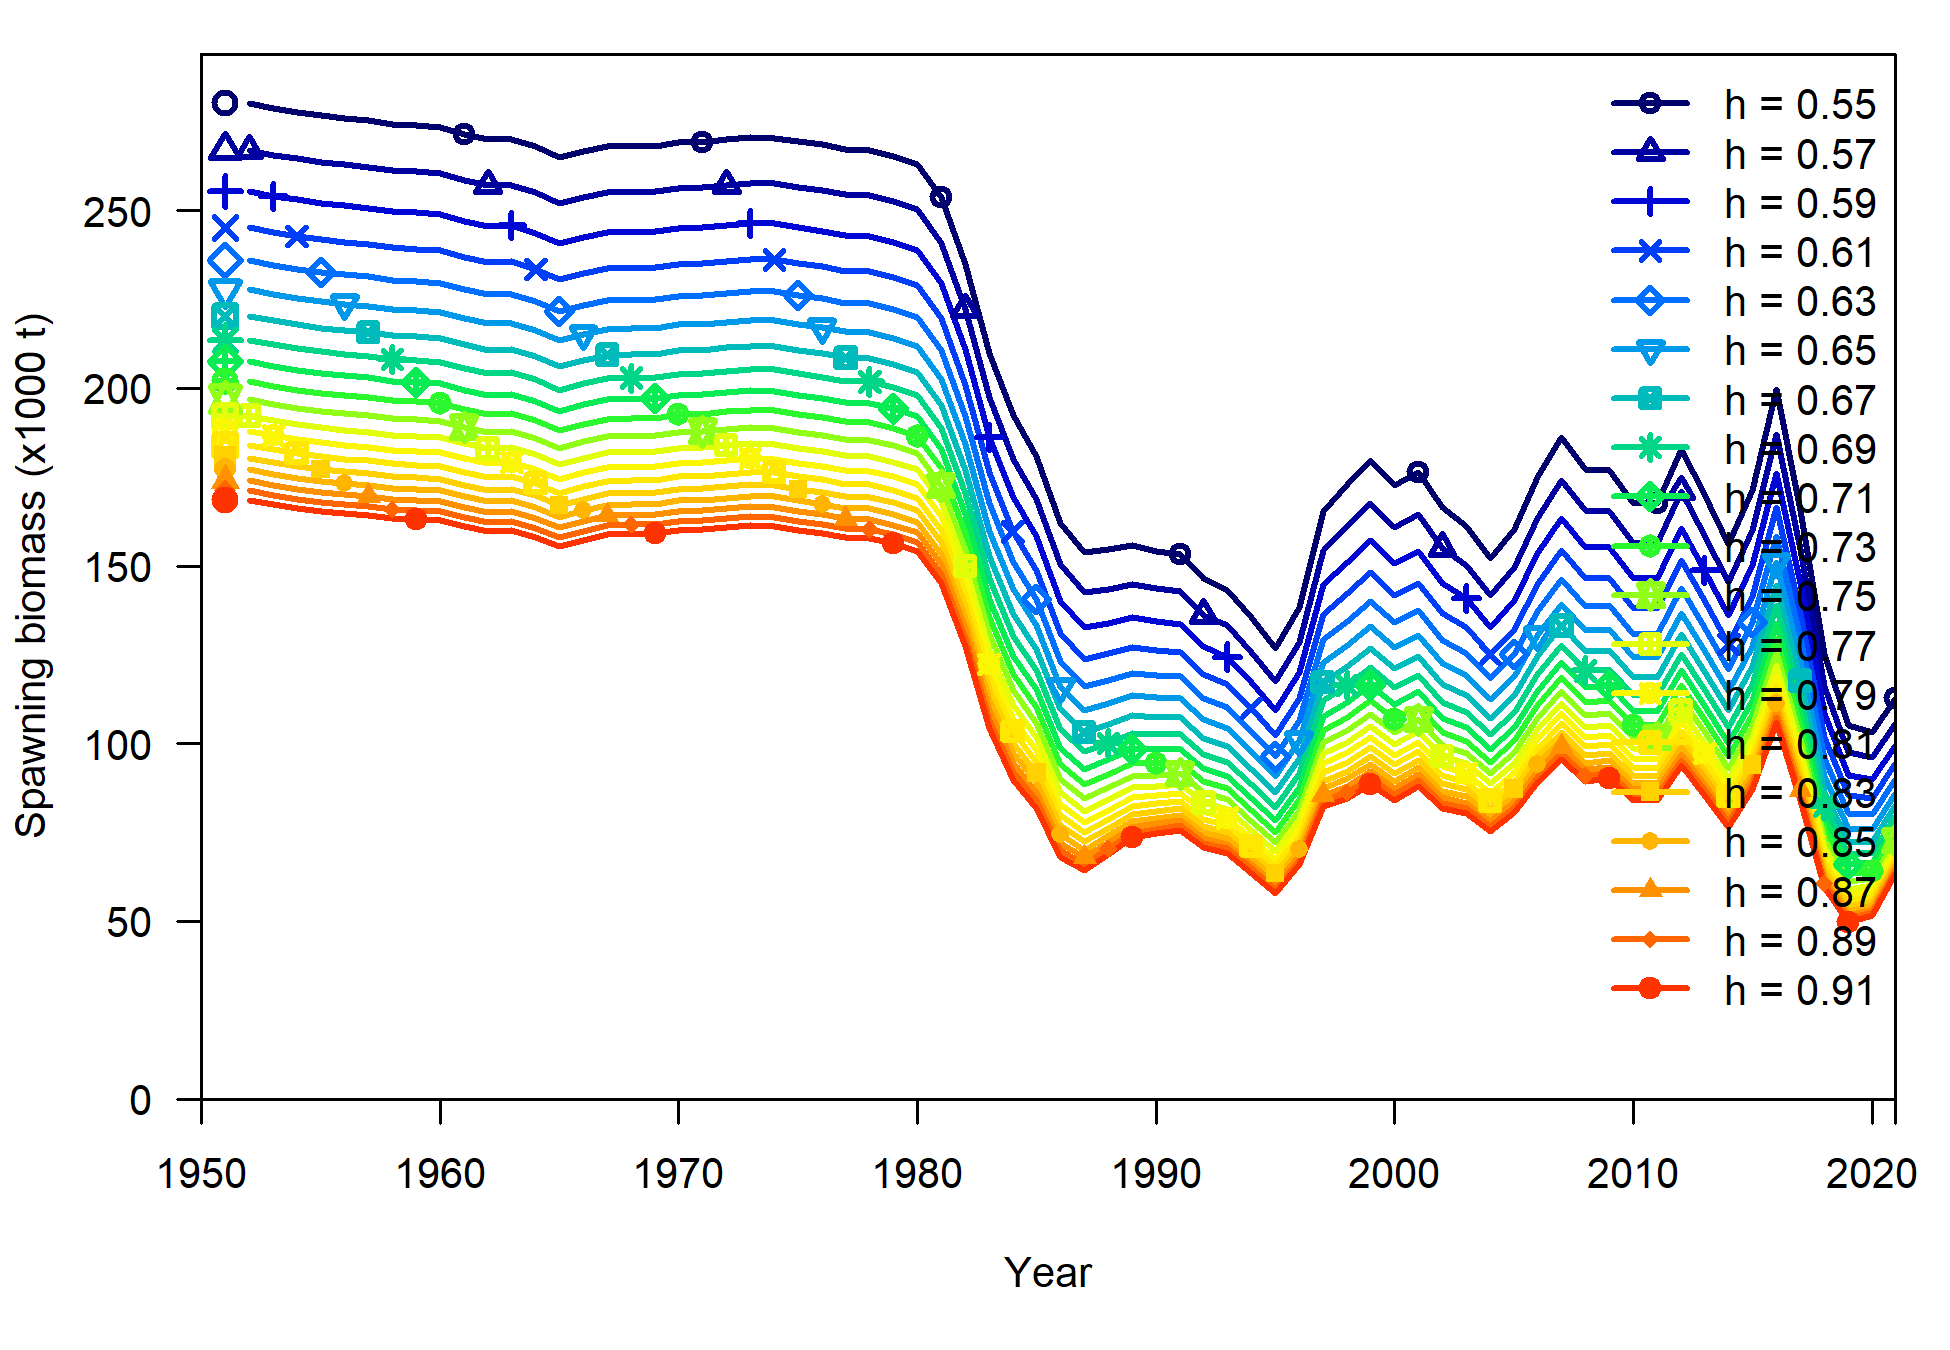 h = 0.55
h = 0.57
h = 0.59
h = 0.61
h = 0.63
h = 0.65
h = 0.67
h = 0.69
h = 0.71
h = 0.73
h = 0.75
h = 0.77
h = 0.79
h = 0.81
h = 0.83
h = 0.85
h = 0.87
h = 0.89
h = 0.91
Spawning biomass (x1000 t)
250
200
150
100
50
0
1950 1960 1970 1980 1990 2000 2010 2020
Year